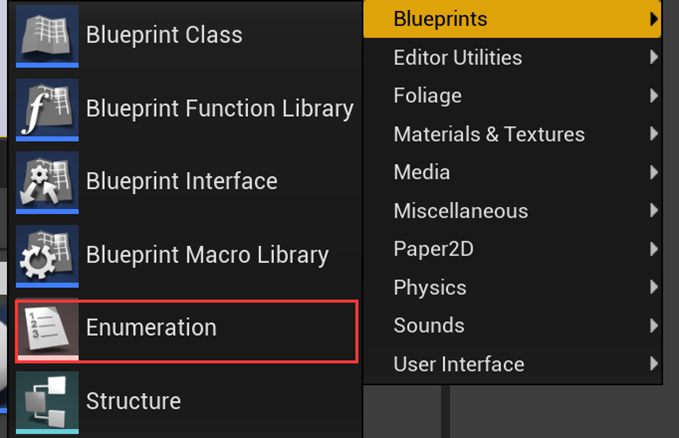 Blueprint Class
Blueprint Function Library
Blueprint Interface
Blueprint Macro Library
Enumeration
Structure
Blueprints
Editor Utilities
Foliage
Materials & Textures
Media
Miscellaneous
Paper2D
Physics
Sounds
User Interface